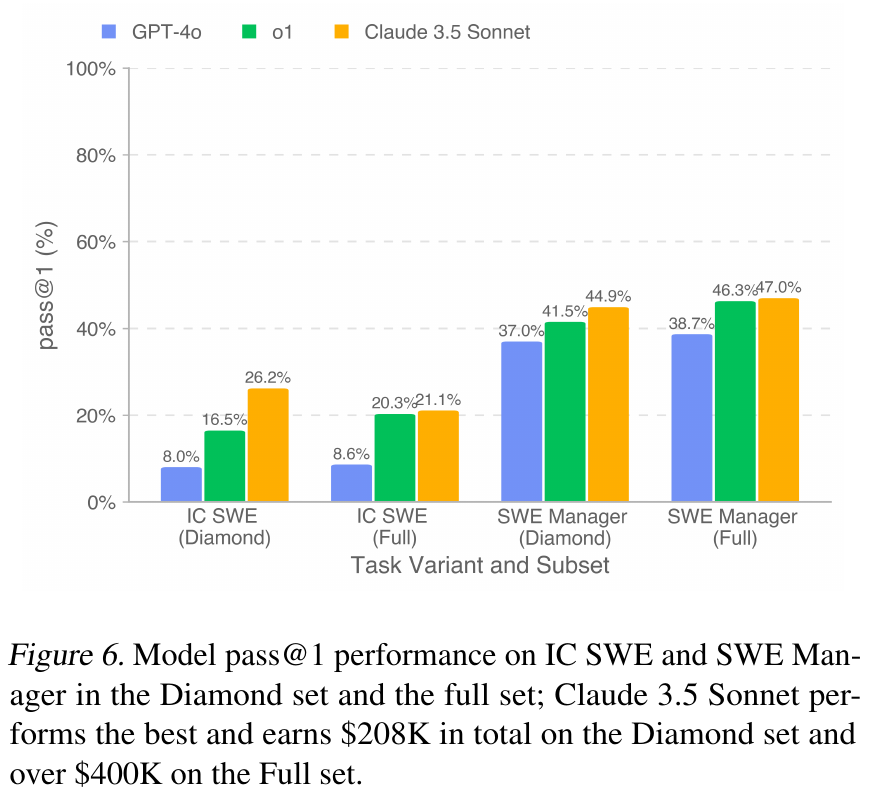 GPT-4o o1 Claude 3.5 Sonnet
100%
80%
60%
40%
20%
0%
pass@1 (%)
8.0% 16.5% 26.2%
8.6% 20.3% 21.1%
37.0% 41.5% 44.9%
38.7% 46.3% 47.0%
IC SWE
(Diamond)
IC SWE
(Full)
SWE Manager
(Diamond)
SWE Manager
(Full)
Task Variant and Subset
Figure 6. Model pass@1 performance on IC SWE and SWE Man-
ager in the Diamond set and the full set; Claude 3.5 Sonnet per-
forms the best and earns $208K in total on the Diamond set and
over $400K on the Full set.